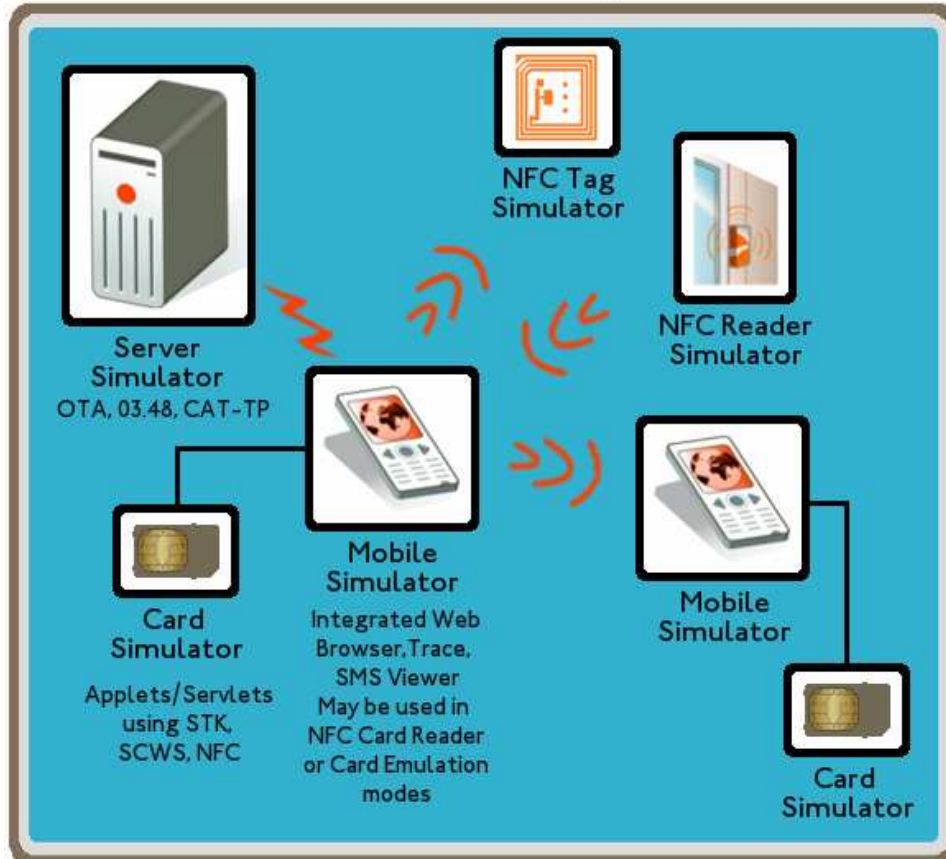 NFC Tag
Simulator
NFC Reader
Simulator
Server
Simulator
OTA, 03.48, CAT-TP
Mobile
Simulator
Integrated Web
Browser,Trace,
SMS Viewer
May be used in
NFC Card Reader
or Card Emulation
modes
Card
Simulator
Applets/Servlets
using STK,
SCWS, NFC
Mobile
Simulator
Card
Simulator